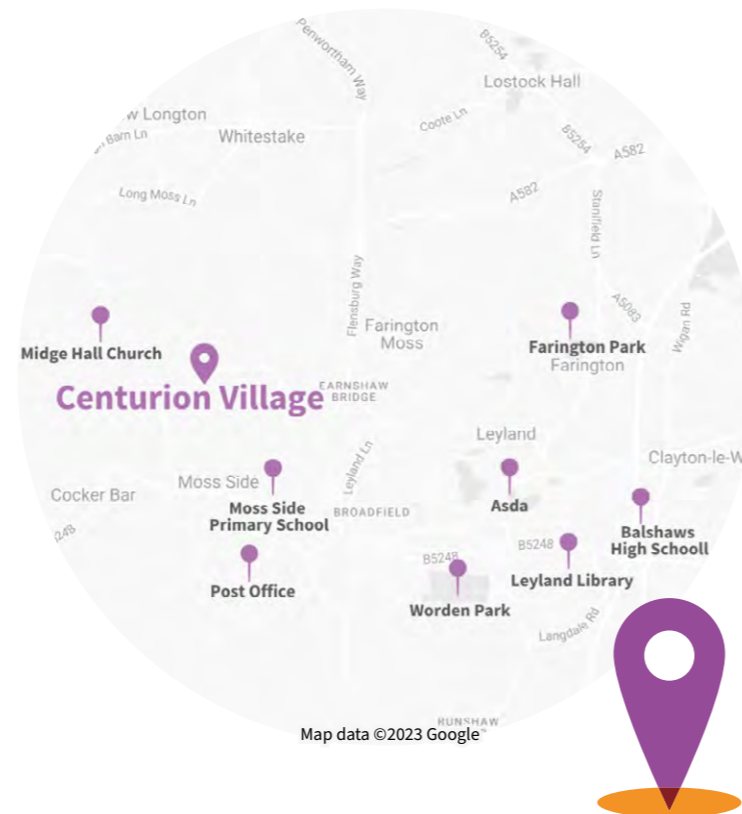 Penwortham Way
B5254
Lostock Hall
w Longton
Barn Ln
Whitestake
Coote Ln
B5254
A582
A582
Long Moss Ln
Stanifield Ln
Flensburg Way
A5083
Wigan Rd
Farington
Moss
Midge Hall Church
Farington Park
Farington
Centurion Village
EARNSHAW
BRIDGE
Leyland
Leyland Ln
Clayton-le-W
Moss Side
Cocker Bar
Moss Side
Primary School
BROADFIELD
Asda
Balshaws
High Schooll
B5248
B5248
Post Office
Leyland Library
Worden Park
Langdale Rd
RUNSHAW
Map data ©2023 Google